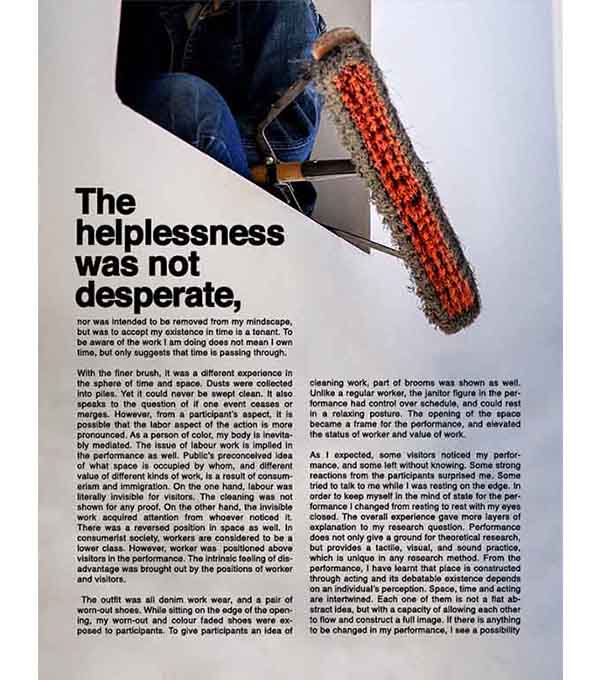 The
helplessness
was not
desperate,
nor was intended to be removed from my mindscape,
but was to accept my existence in time is a tenant. To
be aware of the work I am doing does not mean I own
time, but only suggests that time is passing through.
With the finer brush, it was a different experience in
the sphere of time and space. Dusts were collected
into piles. Yet it could never be swept clean. It also
speaks to the question of if one event ceases or
merges. However, from a participant's aspect, it is
possible that the labor aspect of the action is more
pronounced. As a person of color, my body is inevita-
bly mediated. The issue of labour work is implied in
the performance as well. Public's preconceived idea
of what space is occupied by whom, and different
value of different kinds of work, is a result of consum-
erism and immigration. On the one hand, labour was
literally invisible for visitors. The cleaning was not
shown for any proof. On the other hand, the invisible
work acquired attention from whoever noticed it.
There was a reversed position in space as well. In
consumerist society, workers are considered to be a
lower class. However, worker was positioned above
visitors in the performance. The intrinsic feeling of dis-
advantage was brought out by the positions of worker
and visitors.
The outfit was all denim work wear, and a pair of
worn-out shoes. While sitting on the edge of the open-
ing, my worn-out and colour faded shoes were ex-
posed to participants. To give participants an idea of
cleaning work, part of brooms was shown as well.
Unlike a regular worker, the janitor figure in the per-
formance had control over schedule, and could rest
in a relaxing posture. The opening of the space
became a frame for the performance, and elevated
the status of worker and value of work.
As I expected, some visitors noticed my perfor-
mance, and some left without knowing. Some strong
reactions from the participants surprised me. Some
tried to talk to me while I was resting on the edge. In
order to keep myself in the mind of state for the per-
formance I changed from resting to rest with my eyes
closed. The overall experience gave more layers of
explanation to my research question. Performance
does not only give a ground for theoretical research,
but provides a tactile, visual, and sound practice,
which is unique in any research method. From the
performance, I have learnt that place is constructed
through acting and its debatable existence depends
on an individual's perception. Space, time and acting
are intertwined. Each one of them is not a flat ab-
stract idea, but with a capacity of allowing each other
to flow and construct a full image. If there is anything
to be changed in my performance, I see a possibility